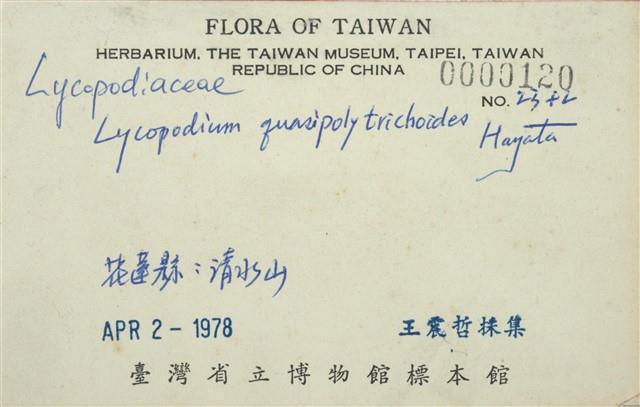 FLORA OF TAIWAN
HERBARIUM, THE TAIWAN MUSEUM, TAIPEI, TAIWAN
REPUBLIC OF CHINA
0000120
Lycopodiaceae
NO. 2342
Lycopodium quasipolytrichoides
Hayata
花蓮縣：清水山
APR 2 - 1978
王震哲採集
臺灣省立博物館標本館